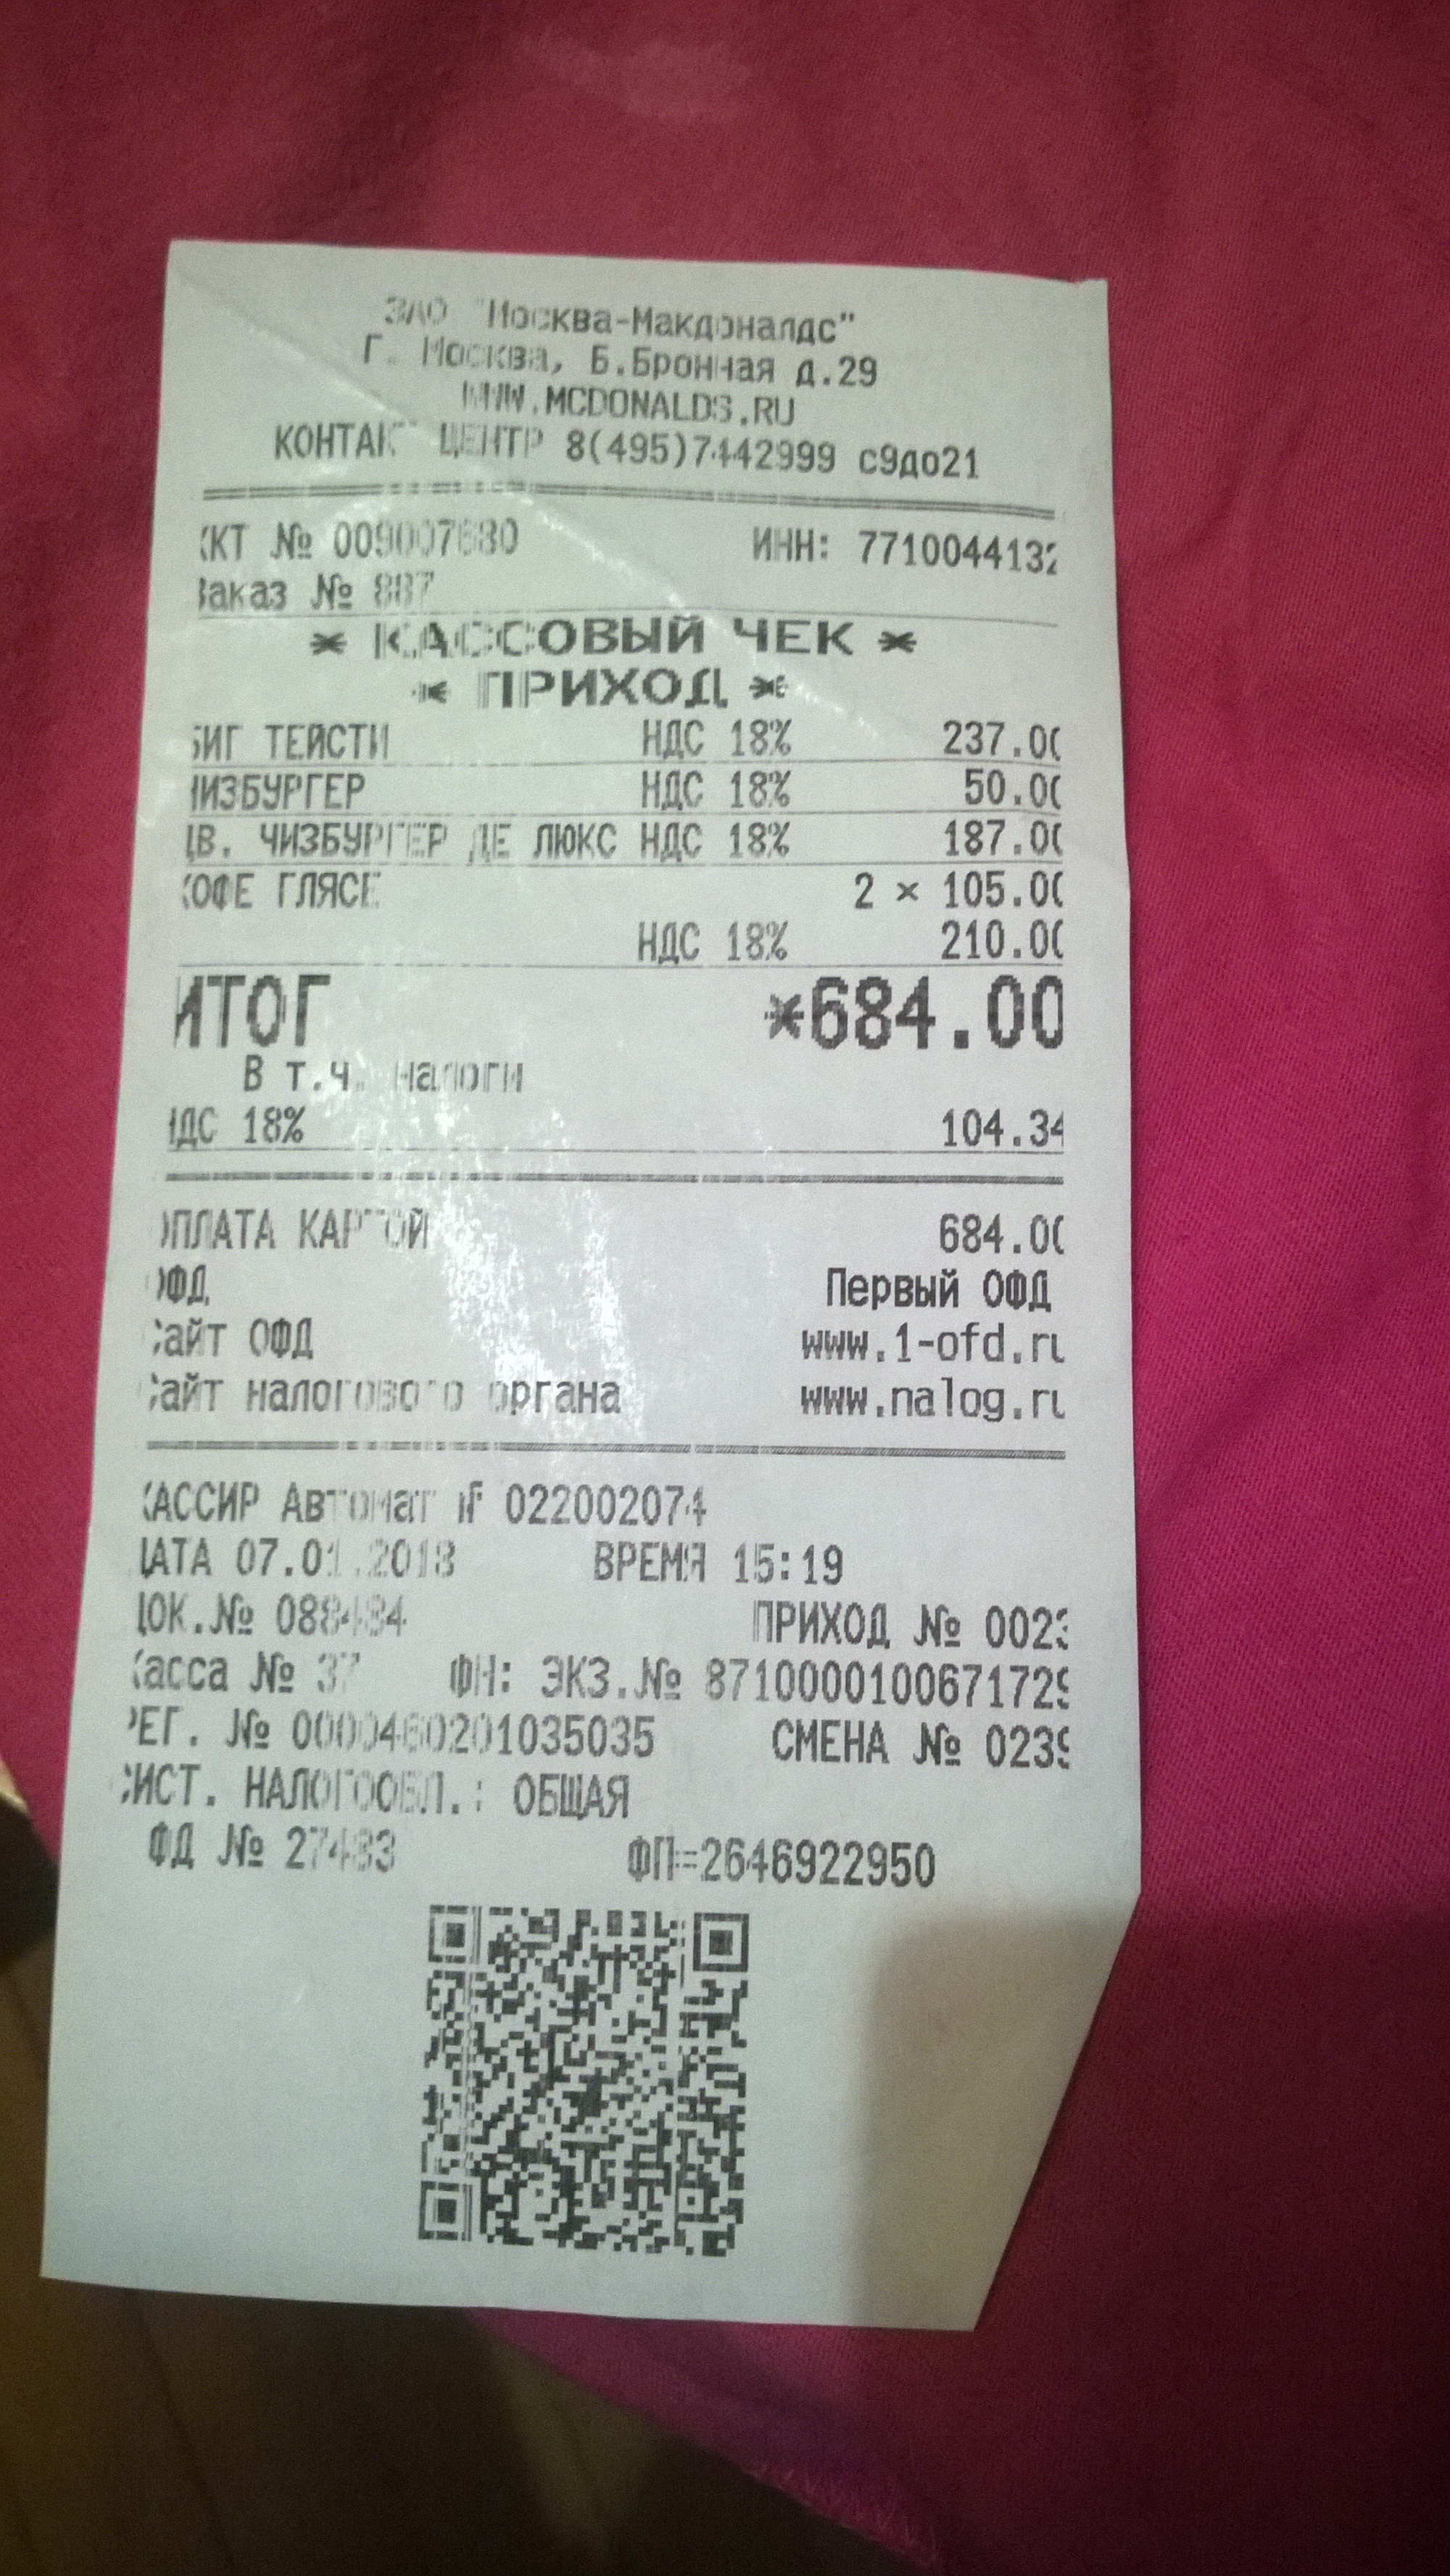 ЗАО "Москва-Макдоналдс"
Г. Москва, Б.Бронная д.29
WWW.MCDONALDS.RU
КОНТАКТ ЦЕНТР 8(495)7442999 с9до21
ККТ № 009007680 ИНН: 7710044132
Заказ № 887
* КАССОВЫЙ ЧЕК *
* ПРИХОД *
БИГ ТЕЙСТИ НДС 18% 237.00
ЧИЗБУРГЕР НДС 18% 50.00
ДВ. ЧИЗБУРГЕР ДЕ ЛЮКС НДС 18% 187.00
КОФЕ ГЛЯСЕ 2 × 105.00
НДС 18% 210.00
ИТОГ *684.00
В т.ч. налоги
НДС 18% 104.34
ОПЛАТА КАРТОЙ 684.00
ОФД Первый ОФД
Сайт ОФД www.1-ofd.ru
Сайт налогового органа www.nalog.ru
КАССИР Автомат № 022002074
ДАТА 07.01.2018 ВРЕМЯ 15:19
ДОК.№ 088484 ПРИХОД № 0023
Касса № 37 ФН: ЭКЗ.№ 8710000100671729
РЕГ. № 0000460201035035 СМЕНА № 0239
СИСТ. НАЛОГООБЛ.: ОБЩАЯ
ФД № 27483 ФП=2646922950